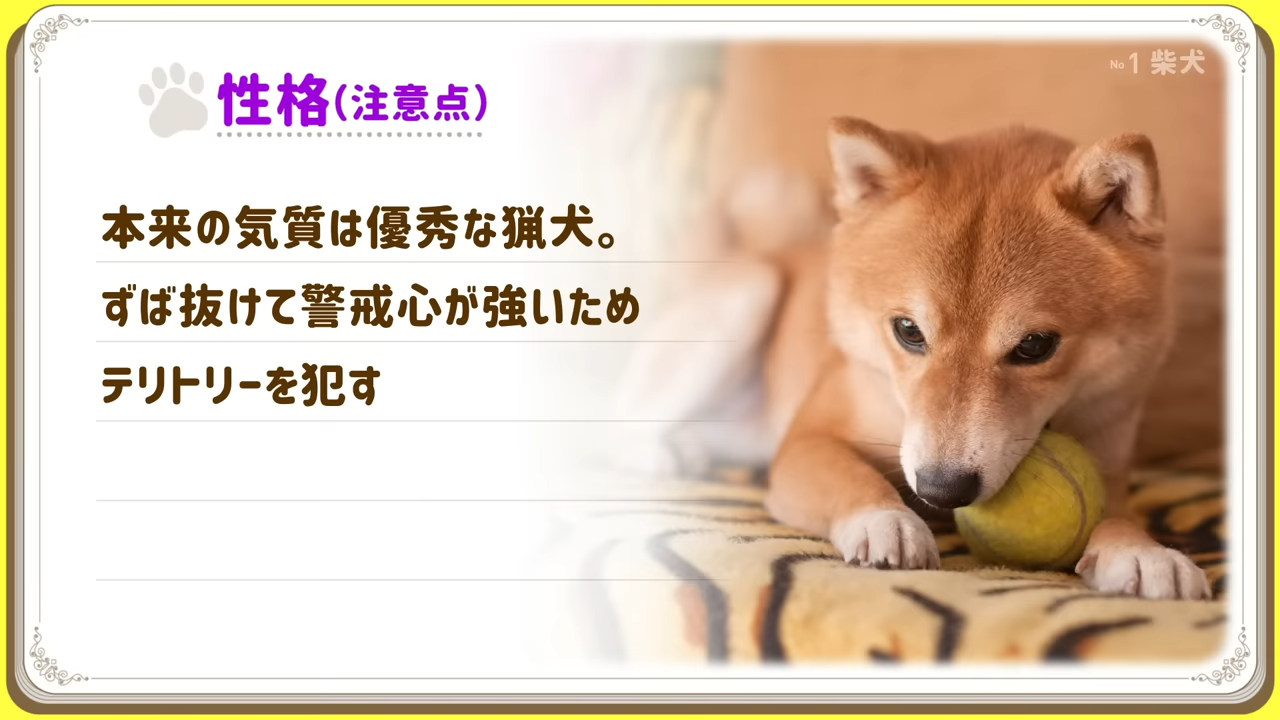 No1 柴犬
性格(注意点)
本来の気質は優秀な猟犬。
ずば抜けて警戒心が強いため
テリトリーを犯す